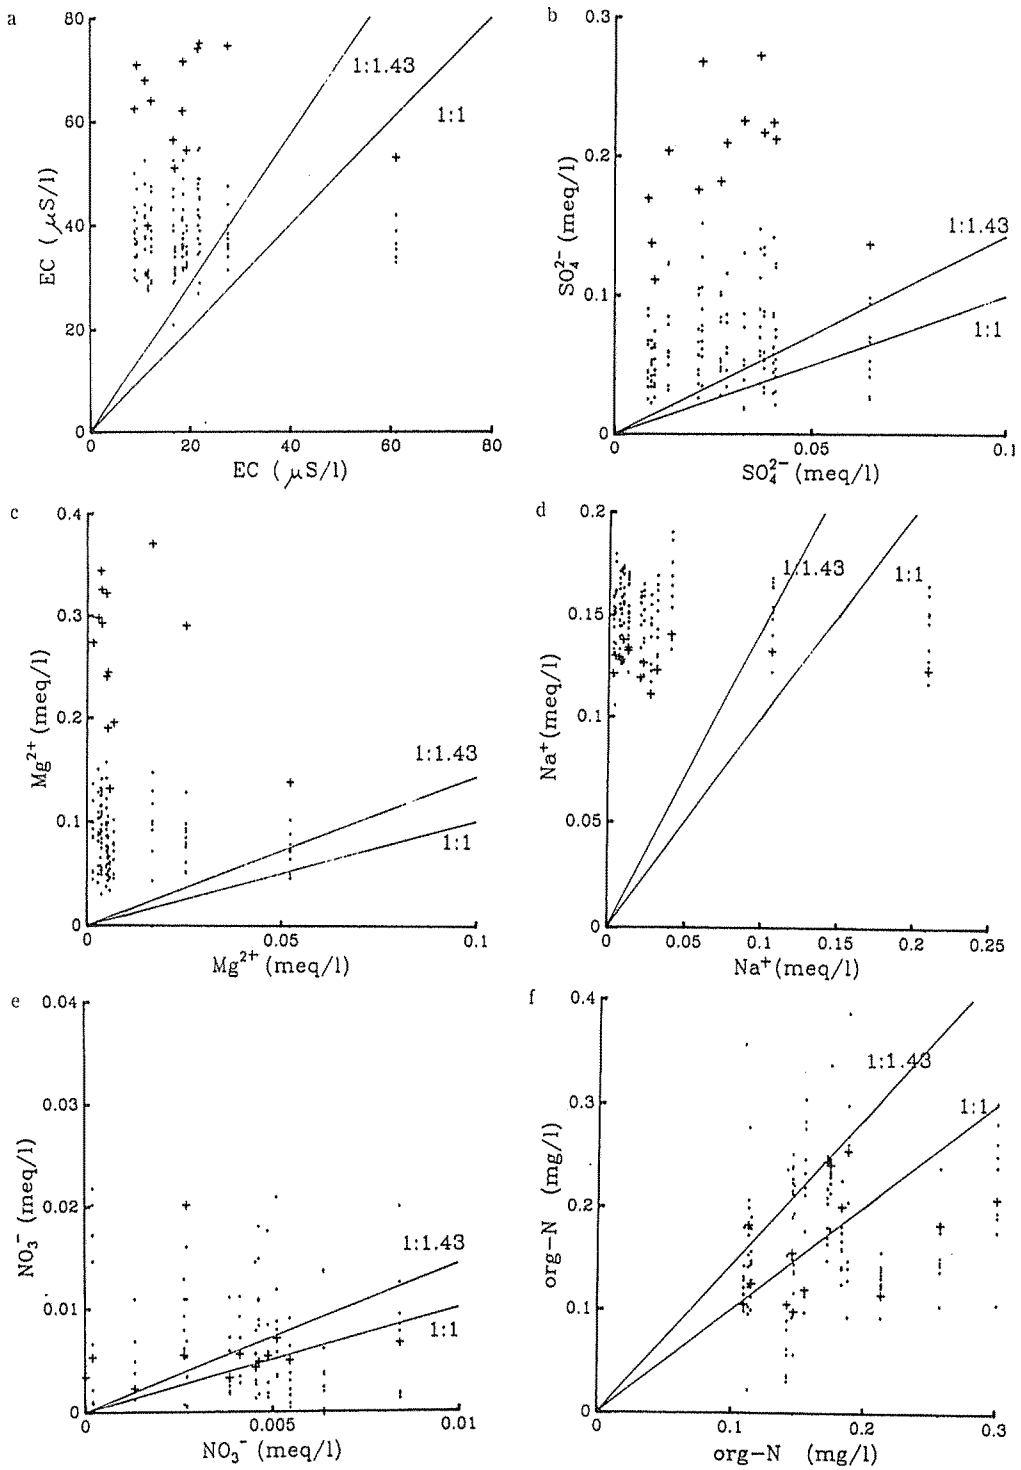 a
80
60
40
20
0
EC (μS/l)
1:1.43
1:1
0 20 40 60 80
EC (μS/l)
b
0.3
0.2
0.1
0
SO₄²⁻ (meq/l)
1:1.43
1:1
0 0.05 0.1
SO₄²⁻ (meq/l)
c
0.4
0.3
0.2
0.1
0
Mg²⁺ (meq/l)
1:1.43
1:1
0 0.05 0.1
Mg²⁺ (meq/l)
d
0.2
0.15
0.1
0.05
0
Na⁺ (meq/l)
1:1.43
1:1
0 0.05 0.1 0.15 0.2 0.25
Na⁺ (meq/l)
e
0.04
0.03
0.02
0.01
0
NO₃⁻ (meq/l)
1:1.43
1:1
0 0.005 0.01
NO₃⁻ (meq/l)
f
0.4
0.3
0.2
0.1
0
org-N (mg/l)
1:1.43
1:1
0 0.1 0.2 0.3
org-N (mg/l)